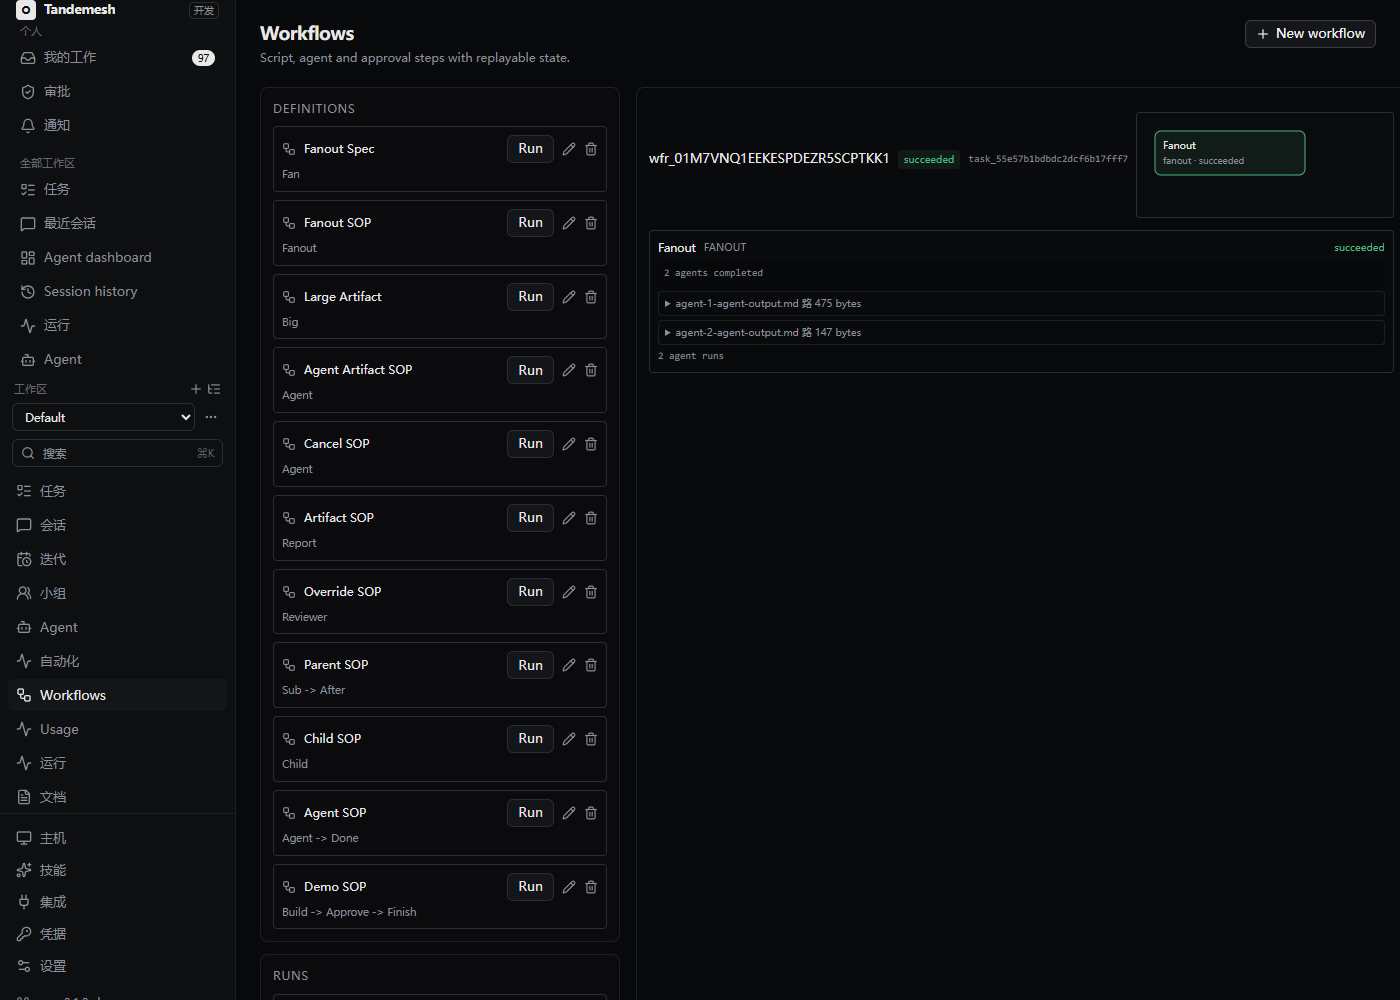 Tandemesh
开发
个人
我的工作
97
审批
通知
全部工作区
任务
最近会话
Agent dashboard
Session history
运行
Agent
工作区
Default
搜索
⌘K
任务
会话
迭代
小组
Agent
自动化
Workflows
Usage
运行
文档
主机
技能
集成
凭据
设置
Workflows
Script, agent and approval steps with replayable state.
New workflow
DEFINITIONS
Fanout Spec
Run
Fan
Fanout SOP
Run
Fanout
Large Artifact
Run
Big
Agent Artifact SOP
Run
Agent
Cancel SOP
Run
Agent
Artifact SOP
Run
Report
Override SOP
Run
Reviewer
Parent SOP
Run
Sub -> After
Child SOP
Run
Child
Agent SOP
Run
Agent -> Done
Demo SOP
Run
Build -> Approve -> Finish
RUNS
wfr_01M7VNQ1EEKESPDEZR5SCPTKK1
succeeded
task_55e57b1bdbdc2dcf6b17fff7
Fanout
fanout · succeeded
Fanout FANOUT
succeeded
2 agents completed
agent-1-agent-output.md 路 475 bytes
agent-2-agent-output.md 路 147 bytes
2 agent runs